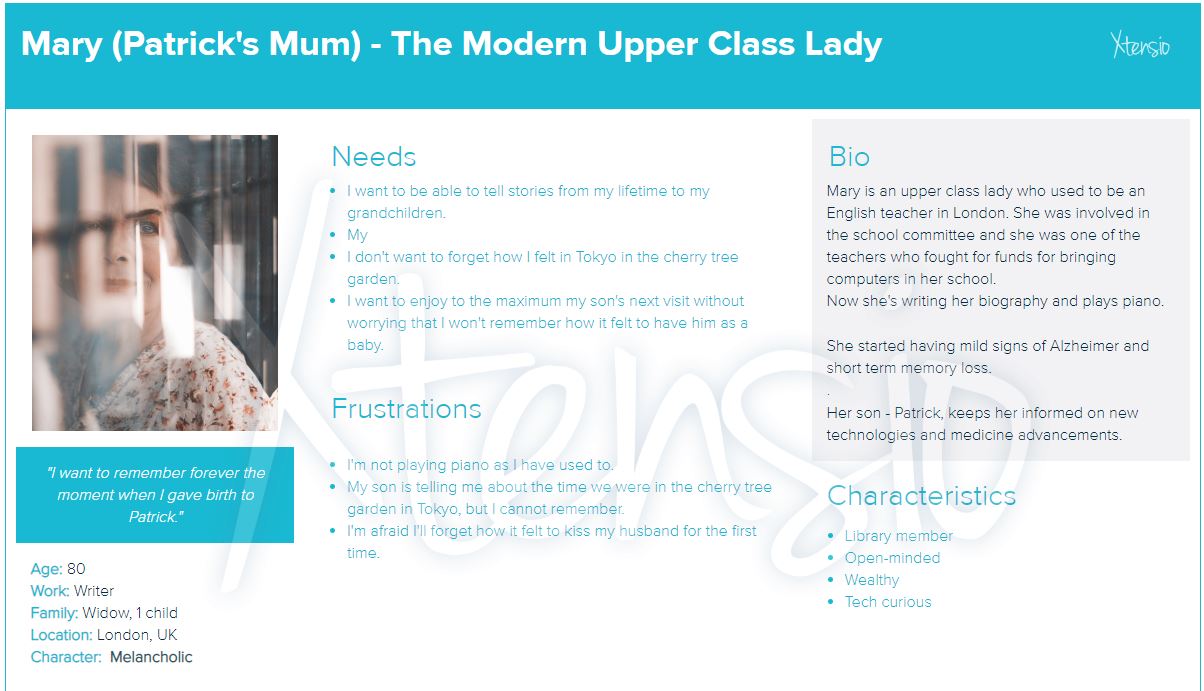 Mary (Patrick's Mum) - The Modern Upper Class Lady
Xtensio
"I want to remember forever the
moment when I gave birth to
Patrick."
Age: 80
Work: Writer
Family: Widow, 1 child
Location: London, UK
Character: Melancholic
Needs
• I want to be able to tell stories from my lifetime to my
grandchildren.
• My
• I don't want to forget how I felt in Tokyo in the cherry tree
garden.
• I want to enjoy to the maximum my son's next visit without
worrying that I won't remember how it felt to have him as a
baby.
Frustrations
• I'm not playing piano as I have used to.
• My son is telling me about the time we were in the cherry tree
garden in Tokyo, but I cannot remember.
• I'm afraid I'll forget how it felt to kiss my husband for the first
time.
Bio
Mary is an upper class lady who used to be an
English teacher in London. She was involved in
the school committee and she was one of the
teachers who fought for funds for bringing
computers in her school.
Now she's writing her biography and plays piano.
She started having mild signs of Alzheimer and
short term memory loss.
.
Her son - Patrick, keeps her informed on new
technologies and medicine advancements.
Characteristics
• Library member
• Open-minded
• Wealthy
• Tech curious
Xtensio